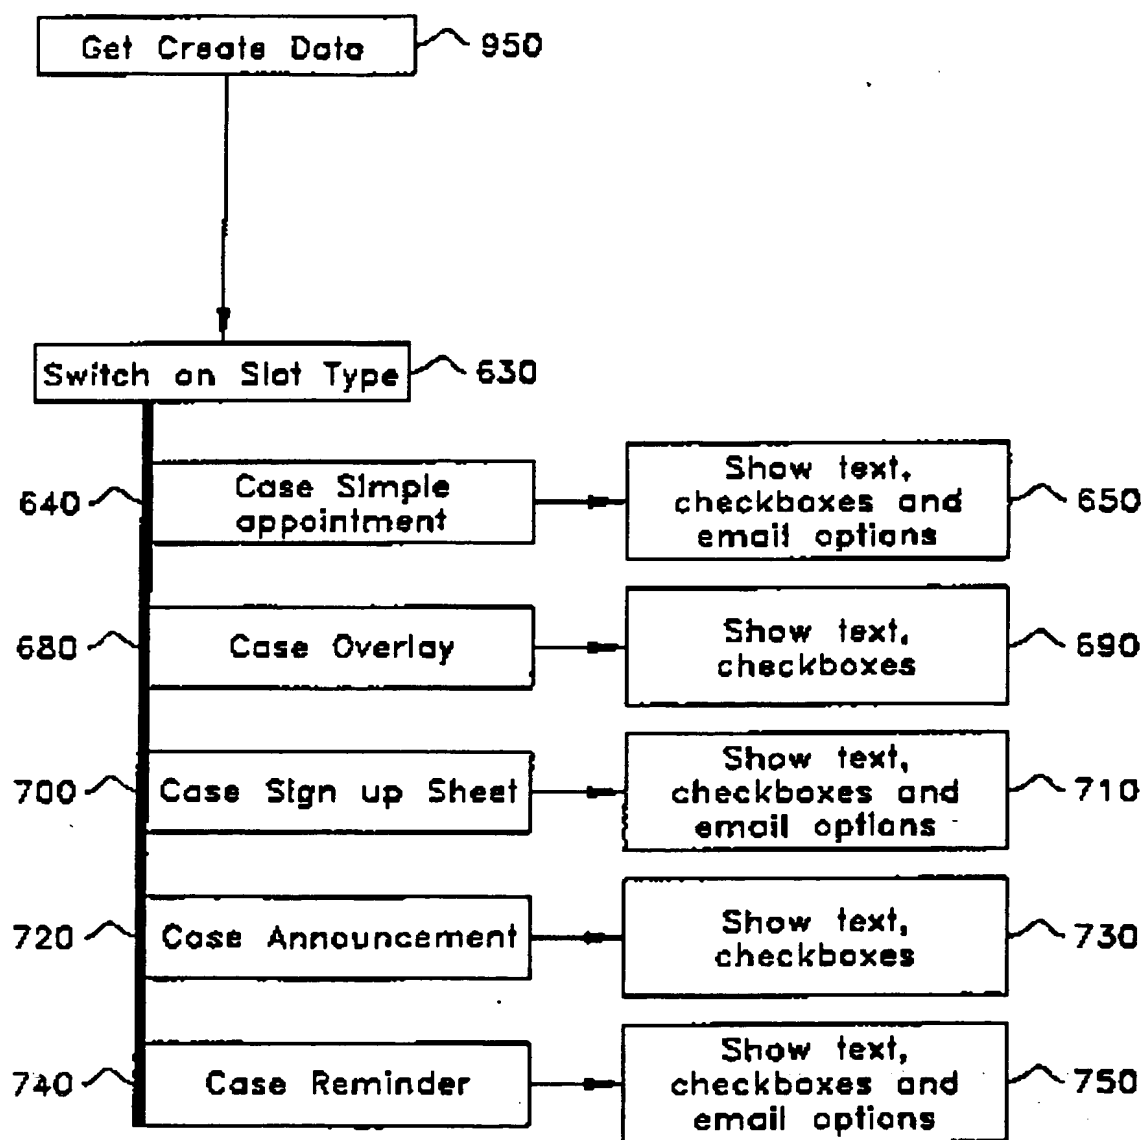 Get Create Data
950
Switch on Slot Type
630
640
Case Simple
appointment
Show text,
checkboxes and
email options
650
680
Case Overlay
Show text,
checkboxes
690
700
Case Sign up Sheet
Show text,
checkboxes and
email options
710
720
Case Announcement
Show text,
checkboxes
730
740
Case Reminder
Show text,
checkboxes and
email options
750